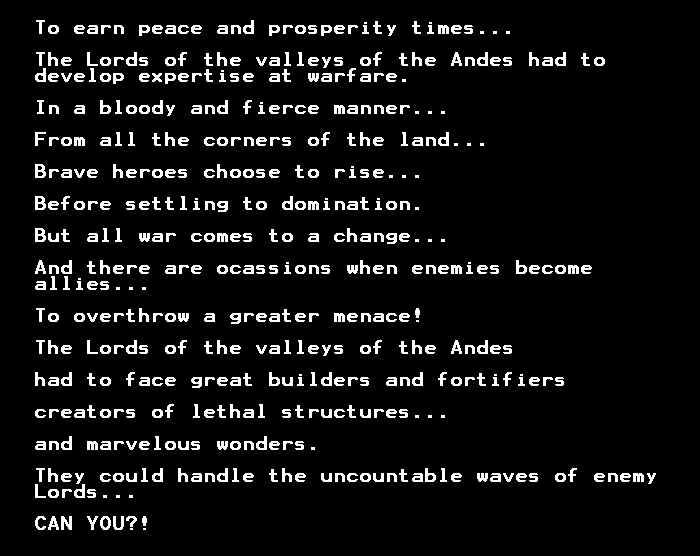 To earn peace and prosperity times...
The Lords of the valleys of the Andes had to
develop expertise at warfare.
In a bloody and fierce manner...
From all the corners of the land...
Brave heroes choose to rise...
Before settling to domination.
But all war comes to a change...
And there are ocassions when enemies become
allies...
To overthrow a greater menace!
The Lords of the valleys of the Andes
had to face great builders and fortifiers
creators of lethal structures...
and marvelous wonders.
They could handle the uncountable waves of enemy
Lords...
CAN YOU?!